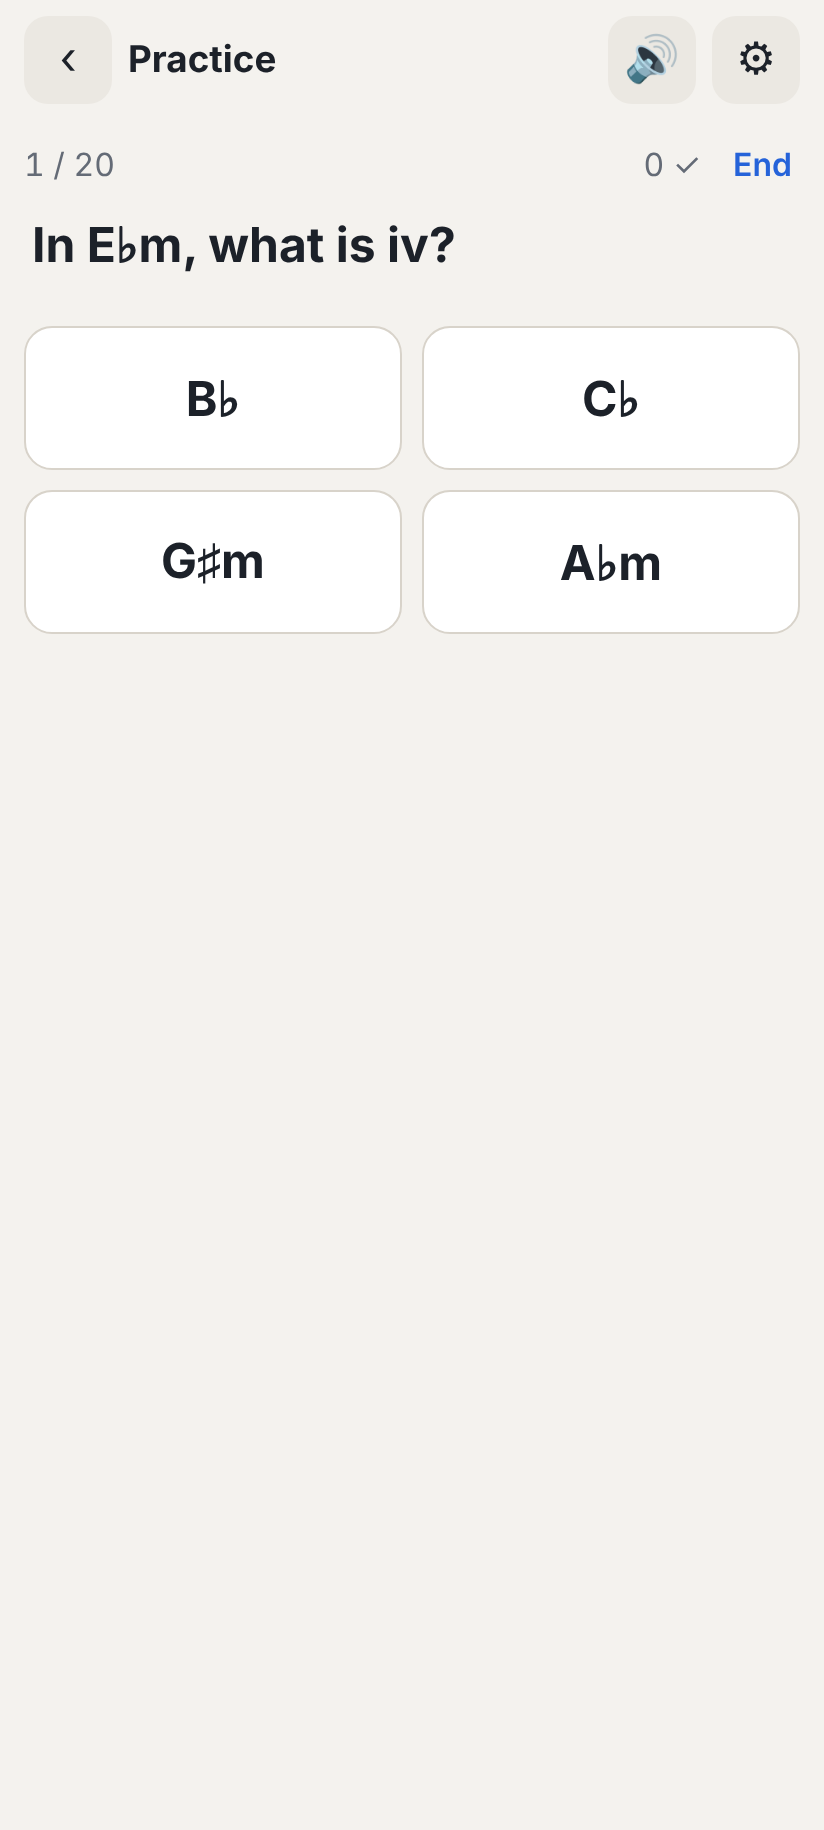 ‹ Practice 🔊 ⚙
1 / 20 0 ✓ End
In E♭m, what is iv?
B♭ C♭
G♯m A♭m